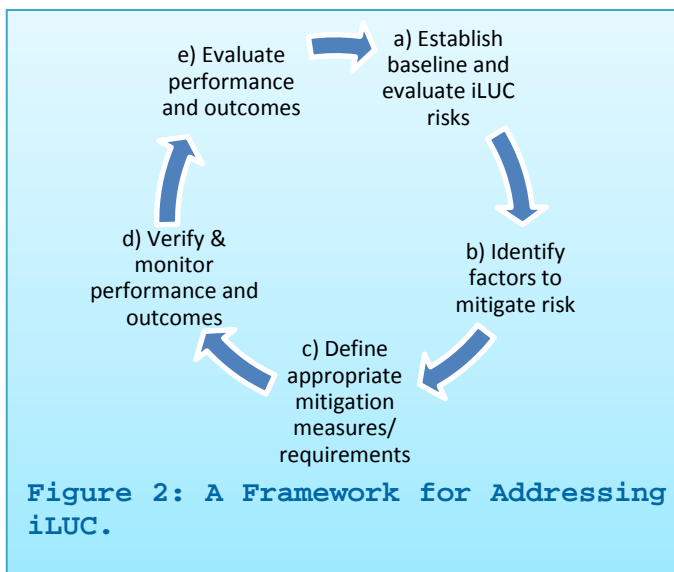 a) Establish
baseline and
evaluate iLUC
risks
b) Identify
factors to
mitigate risk
c) Define
appropriate
mitigation
measures/
requirements
d) Verify &
monitor
performance and
outcomes
e) Evaluate
performance
and outcomes
Figure 2: A Framework for Addressing
iLUC.